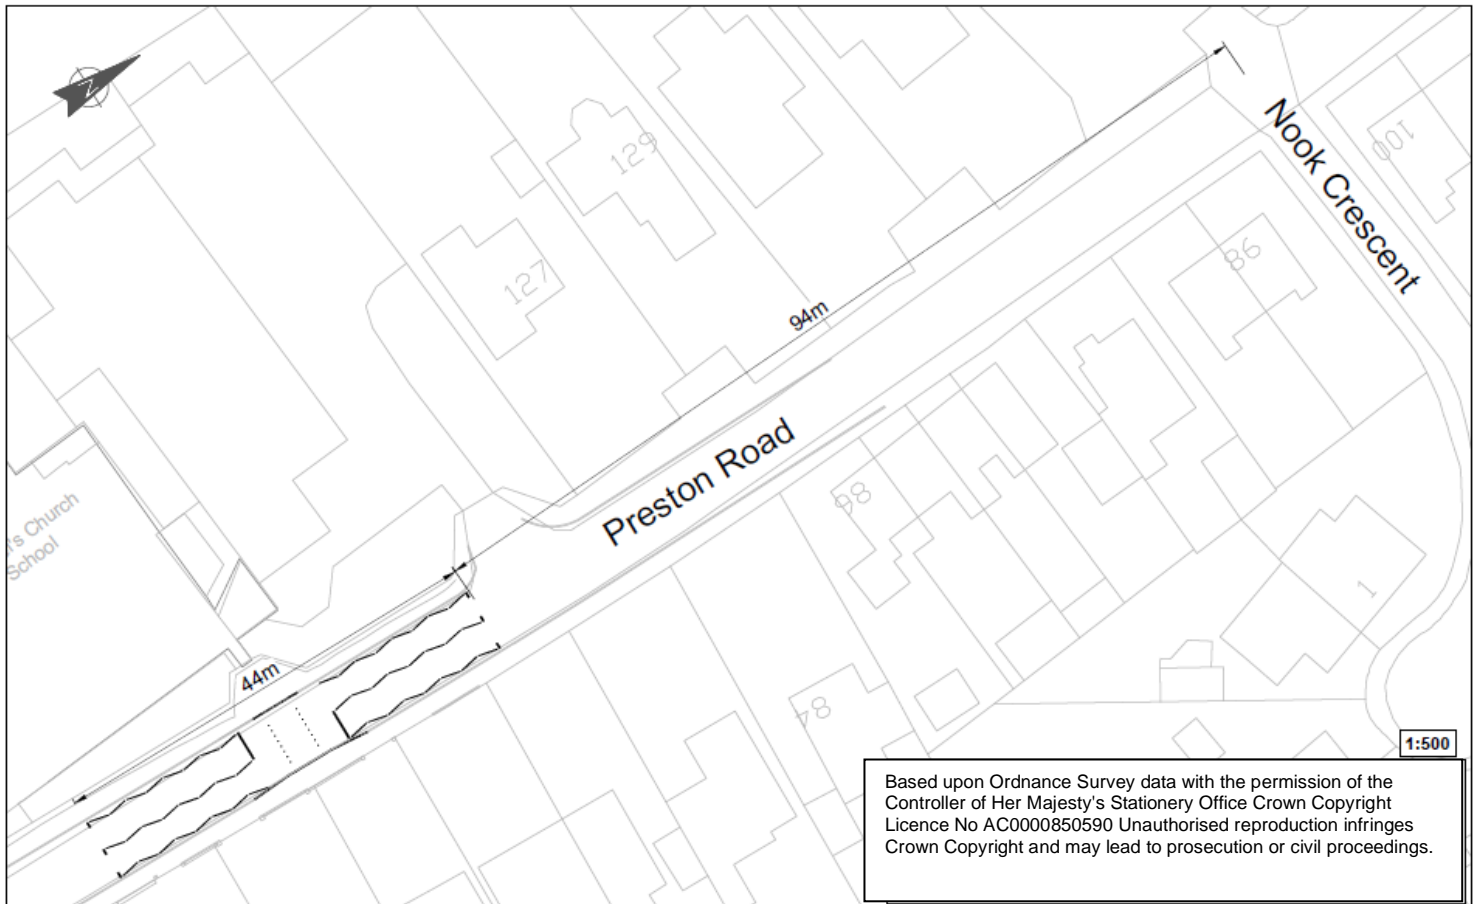 N
Nook Crescent
100
129
127
86
94m
Preston Road
's Church
School
98
44m
1
84
1:500
Based upon Ordnance Survey data with the permission of the
Controller of Her Majesty's Stationery Office Crown Copyright
Licence No AC0000850590 Unauthorised reproduction infringes
Crown Copyright and may lead to prosecution or civil proceedings.